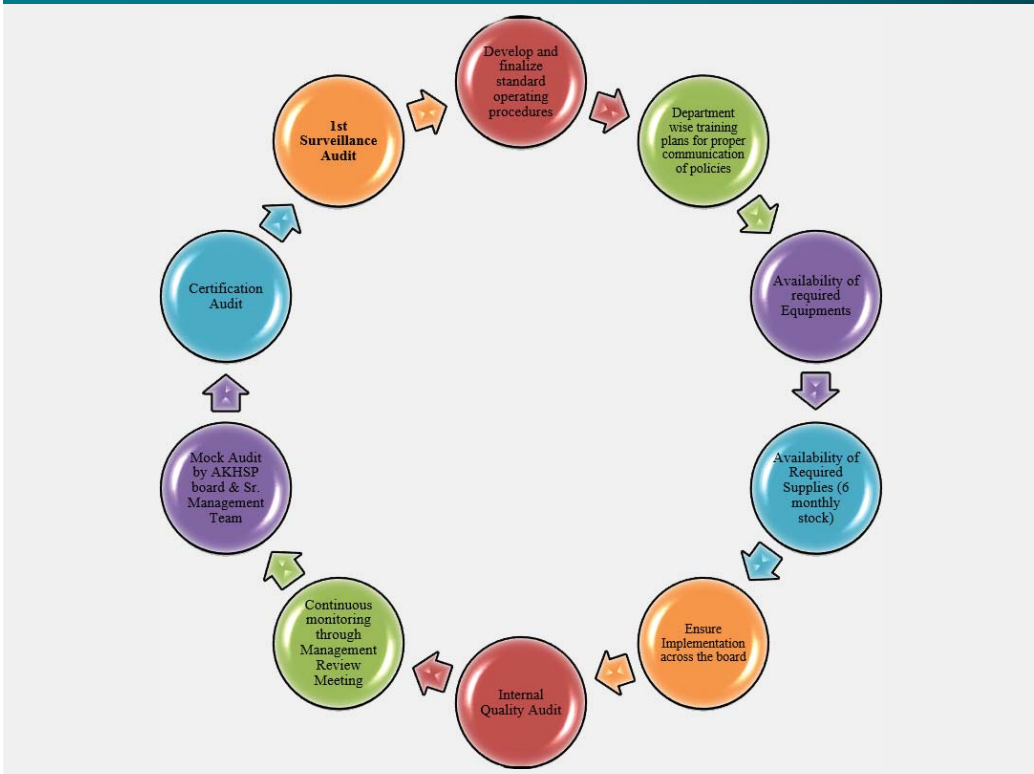 Develop and
finalize
standard
operating
procedures
Department
wise training
plans for proper
communication
of policies
Availability of
required
Equipments
Availability of
Required
Supplies (6
monthly
stock)
Ensure
Implementation
across the board
Internal
Quality Audit
Continuous
monitoring
through
Management
Review
Meeting
Mock Audit
by AKHSP
board & Sr.
Management
Team
Certification
Audit
1st
Surveillance
Audit